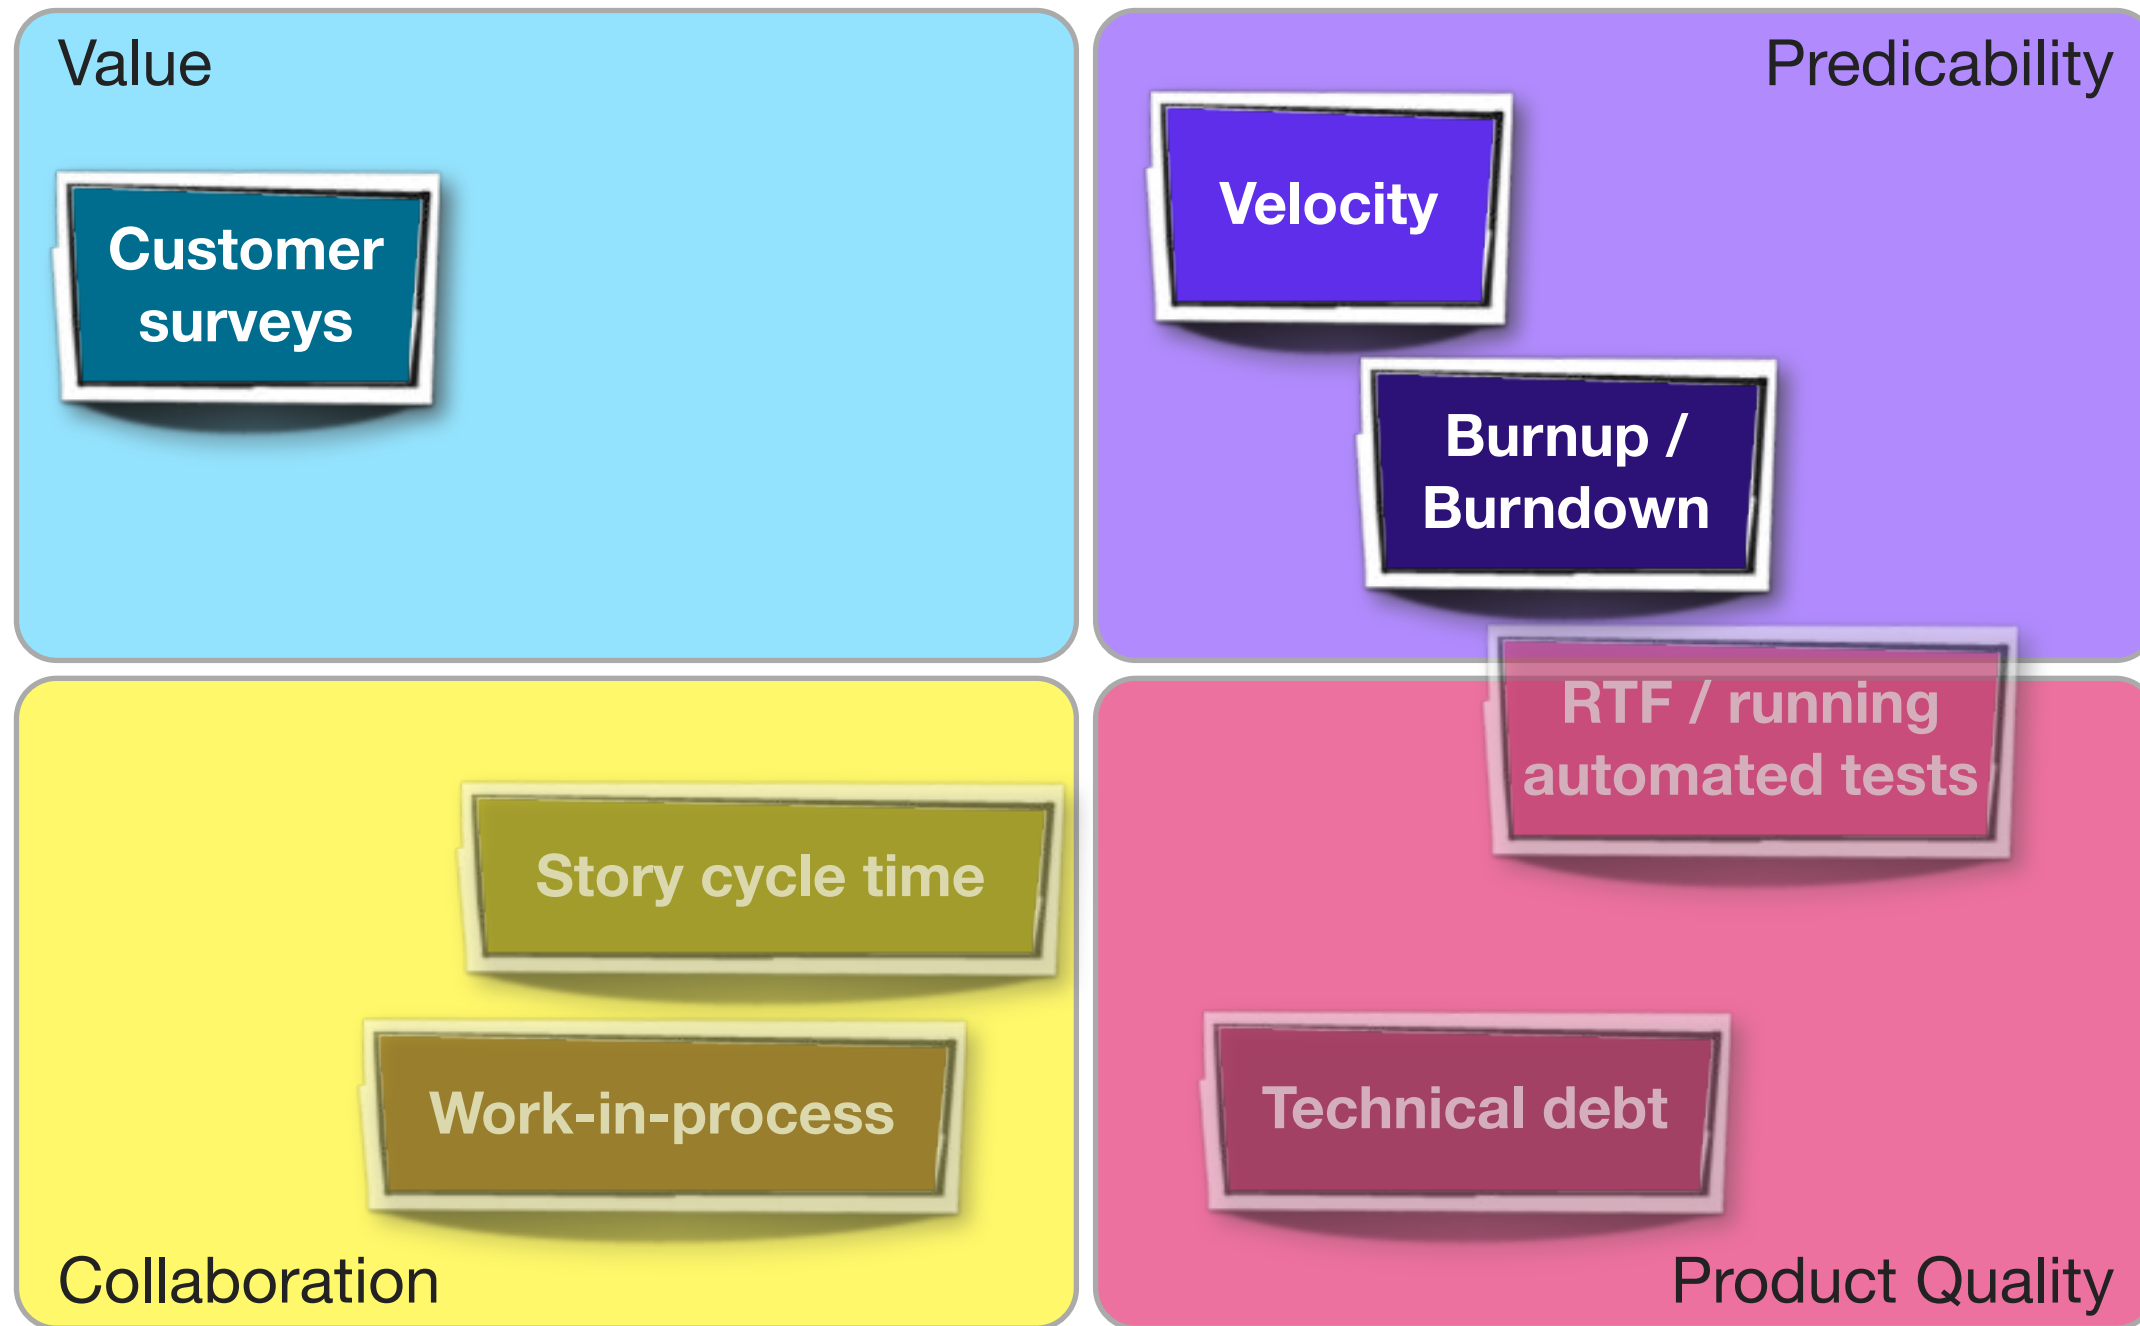 Value
Customer
surveys
Predicability
Velocity
Burnup /
Burndown
RTF / running
automated tests
Story cycle time
Work-in-process
Collaboration
Technical debt
Product Quality